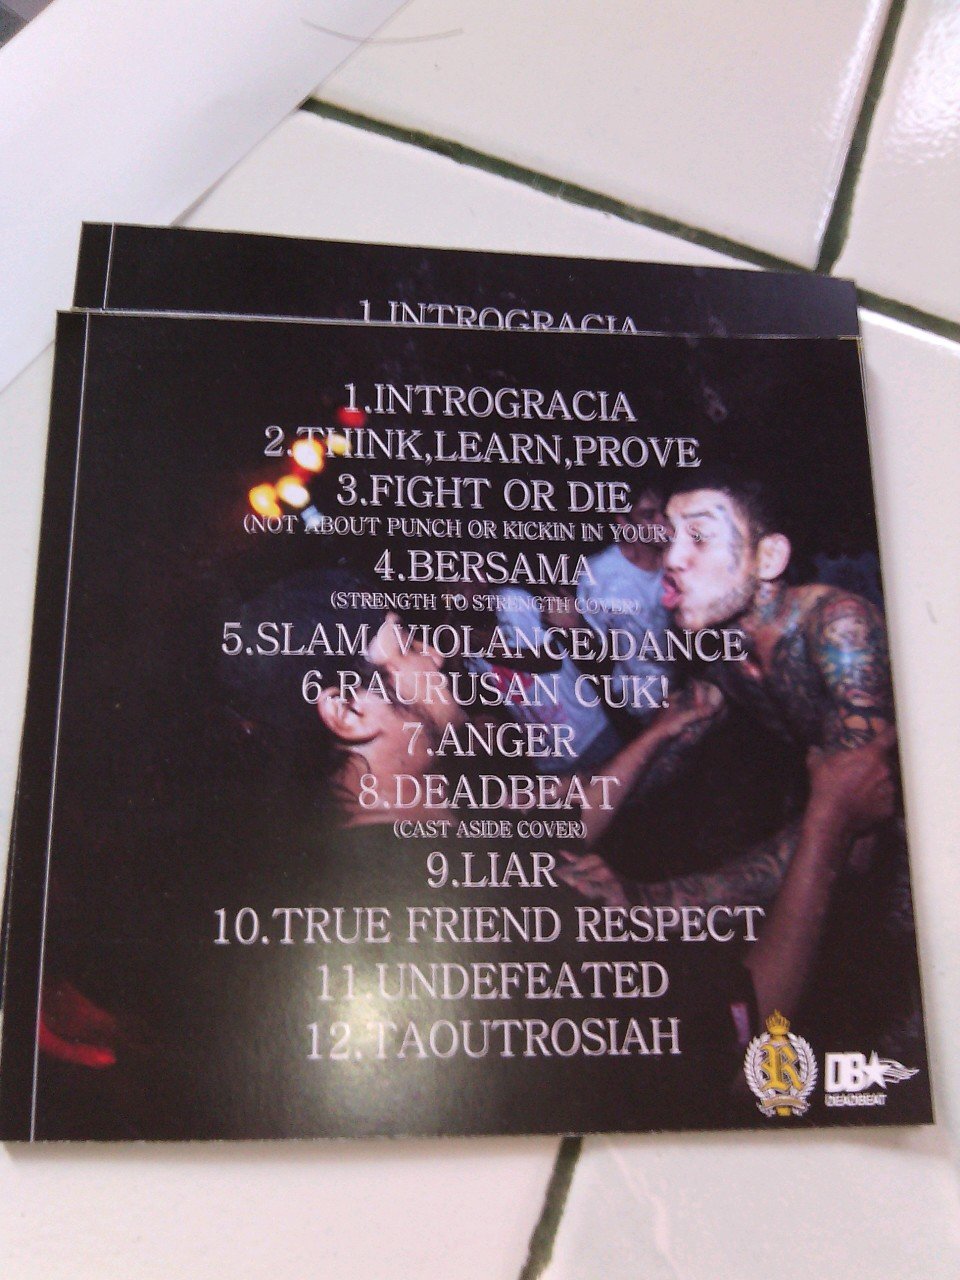 1.INTROGRACIA
1.INTROGRACIA
2.THINK,LEARN,PROVE
3.FIGHT OR DIE
(NOT ABOUT PUNCH OR KICKIN IN YOUR
4.BERSAMA
(STRENGTH TO STRENGTH COVER)
5.SLAM(VIOLANCE)DANCE
6.RAURUSAN CUK!
7.ANGER
8.DEADBEAT
(CAST ASIDE COVER)
9.LIAR
10.TRUE FRIEND RESPECT
11.UNDEFEATED
12.TAOUTROSIAH
R
DB
DEADBEAT